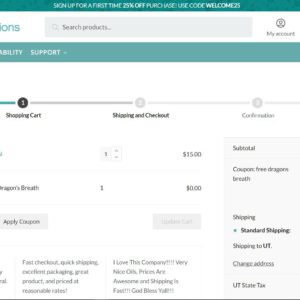 SIGN UP FOR A FIRST TIME 25% OFF PURCHASE! USE CODE WELCOME25
ions
Search products...
My account
ABILITY SUPPORT
1 2 3
Shopping Cart Shipping and Checkout Confirmation
1 $15.00
Dragon's Breath 1 $0.00
Apply Coupon Update Cart
Fast checkout, quick shipping, excellent packaging, great product, and priced at reasonable rates!
I Love This Company!!!! Very Nice Oils. Prices Are Awesome and Shipping is Fast!!! God Bless Yall!!
Subtotal
Coupon: free dragons
breath
Shipping
Standard Shipping:
Shipping to UT.
Change address
UT State Tax